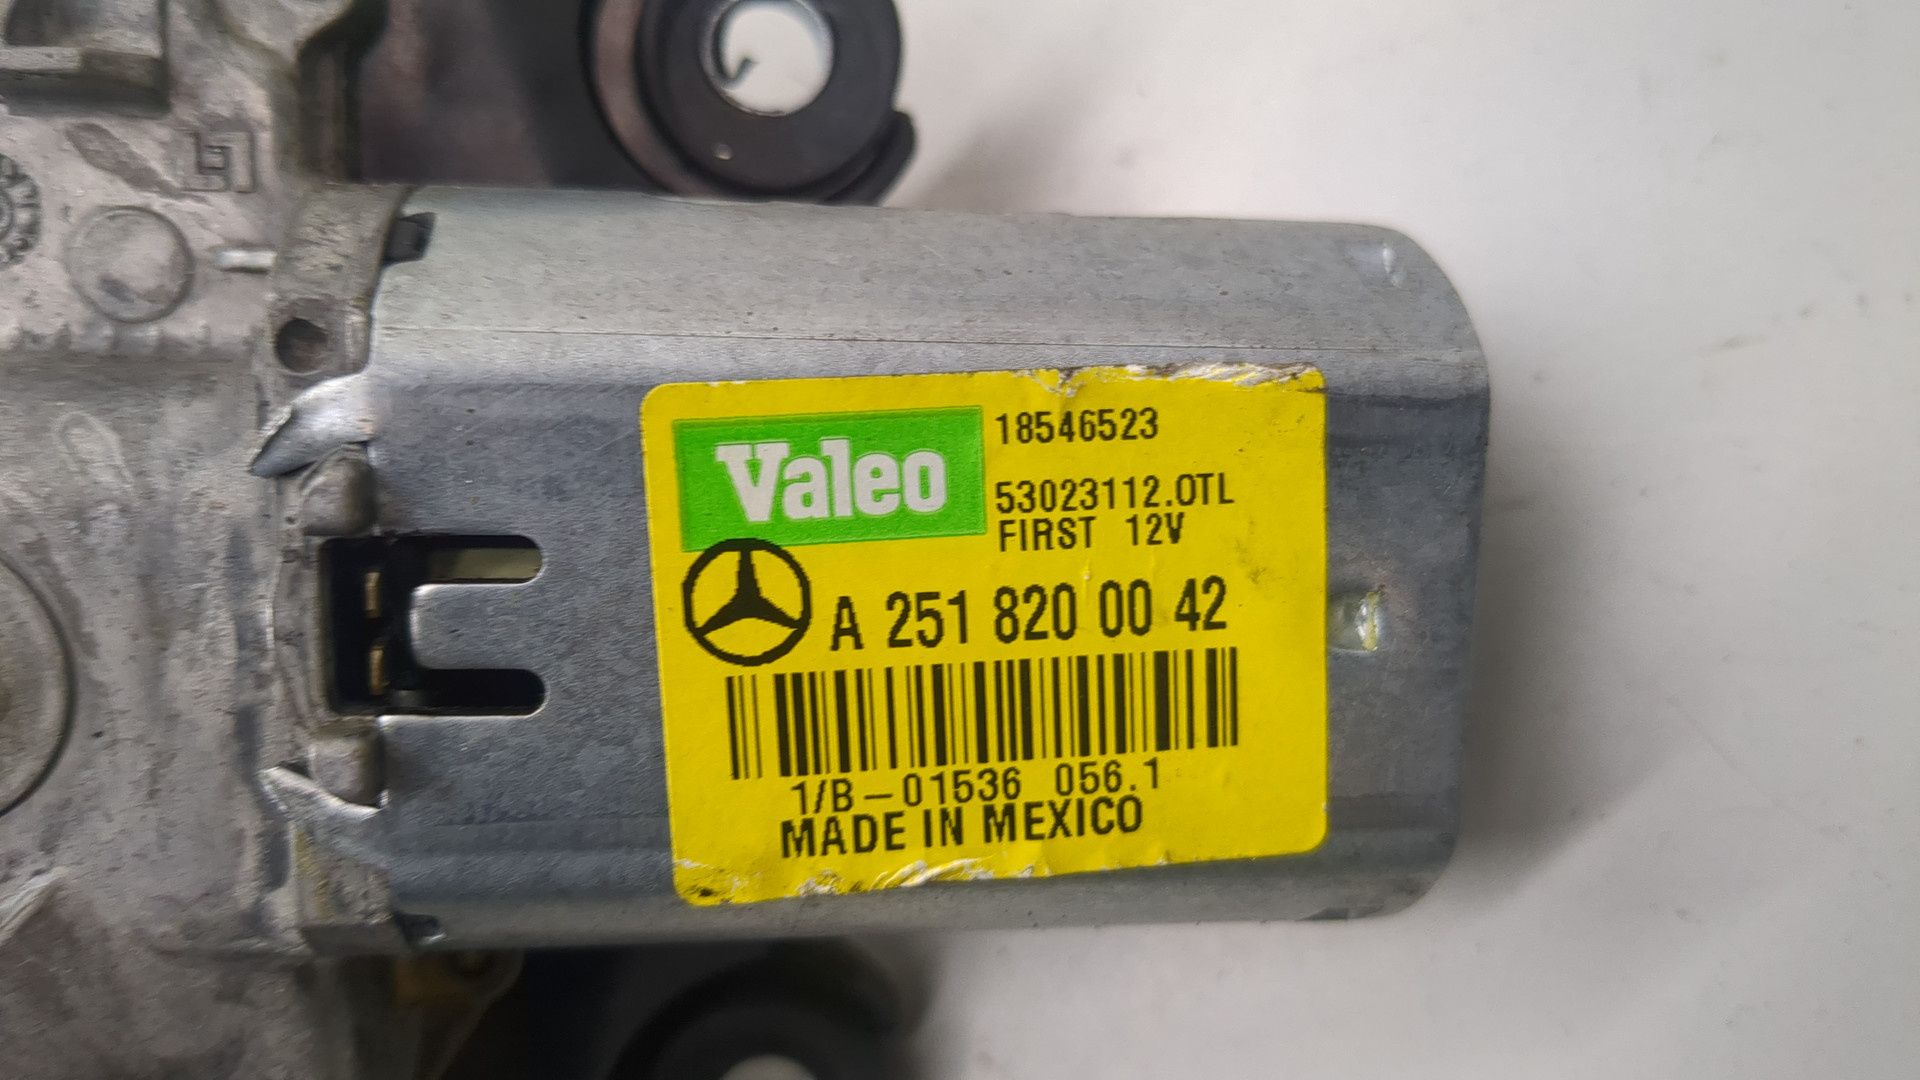 Valeo
18546523
53023112.OTL
FIRST 12V
A 251 820 00 42
1/B-01536 056.1
MADE IN MEXICO